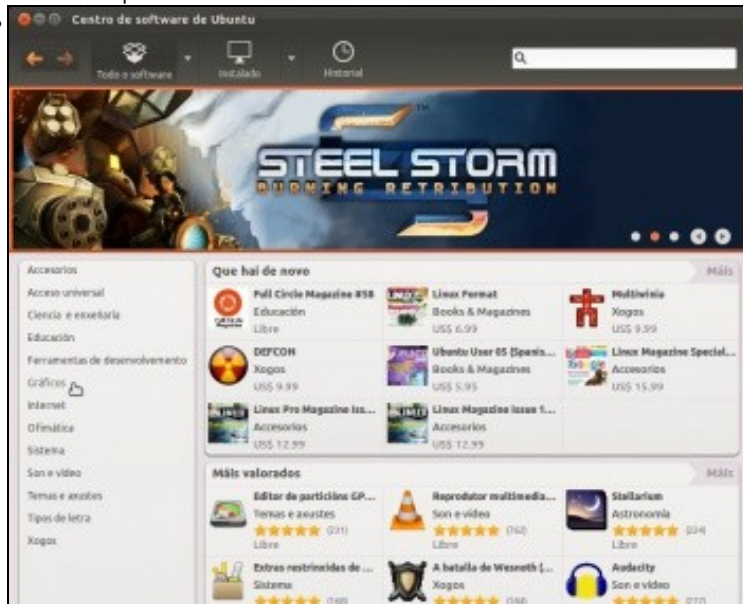 Centro de software de Ubuntu
Todo o software
Instalado
Historial
STEEL STORM™
BURNING RETRIBUTION
Accesorios
Acceso universal
Ciencia e enxeñaría
Educación
Ferramentas de desenvolvemento
Gráficos
Internet
Ofimática
Sistema
Son e vídeo
Temas e axustes
Tipos de letra
Xogos
Que hai de novo
Máis
Full Circle Magazine #58
Educación
Libre
Linux Format
Books & Magazines
US$ 6.99
Multiwinia
Xogos
US$ 9.99
DEFCON
Xogos
US$ 9.99
Ubuntu User 05 (Spanis...
Books & Magazines
US$ 5.95
Linux Magazine Special...
Accesorios
US$ 15.99
Linux Pro Magazine Iss...
Accesorios
US$ 12.99
Linux Magazine Issue 1...
Accesorios
US$ 12.99
Máis valorados
Máis
Editor de particións GP...
Temas e axustes
(231)
Libre
Reprodutor multimedia...
Son e vídeo
(762)
Libre
Stellarium
Astronomía
(234)
Libre
Extras restrinxidas de ...
Sistema
A batalla de Wesnoth (...
Xogos
Audacity
Son e vídeo
(277)